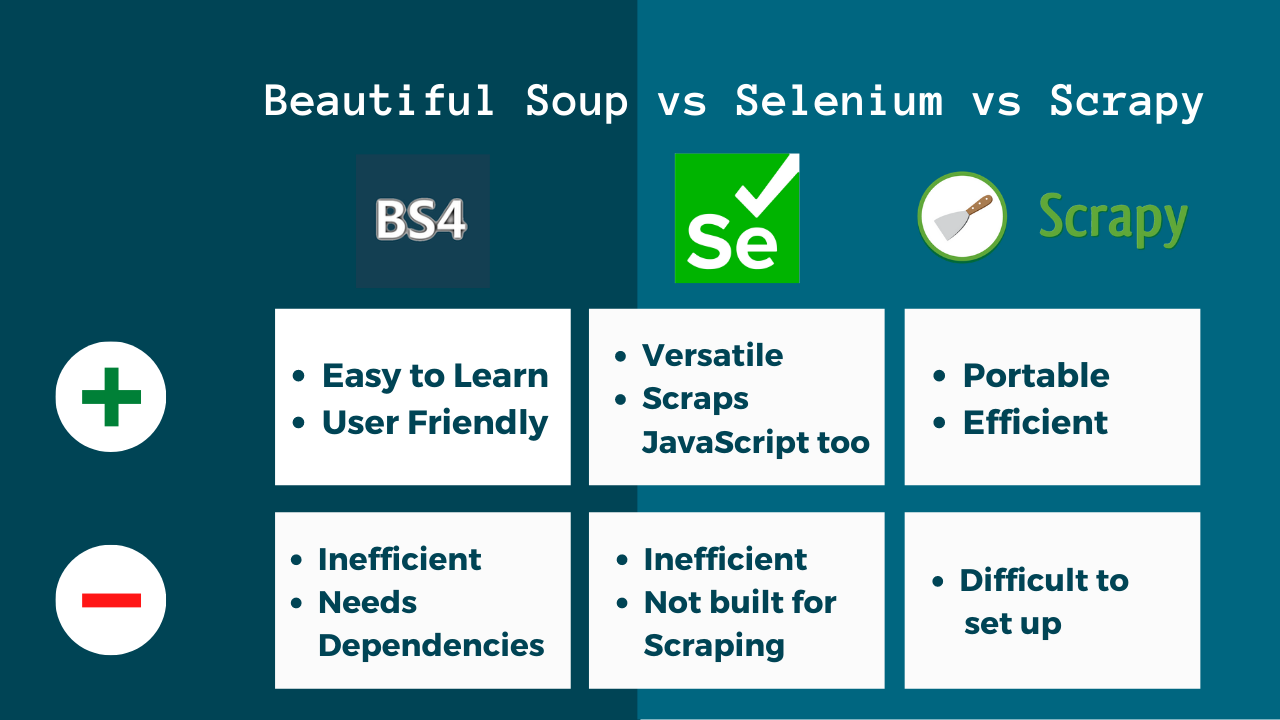 Beautiful Soup vs Selenium vs Scrapy
BS4
Se
Scrapy
• Easy to Learn
• User Friendly
• Versatile
• Scraps
JavaScript too
• Portable
• Efficient
• Inefficient
• Needs
Dependencies
• Inefficient
• Not built for
Scraping
• Difficult to
set up